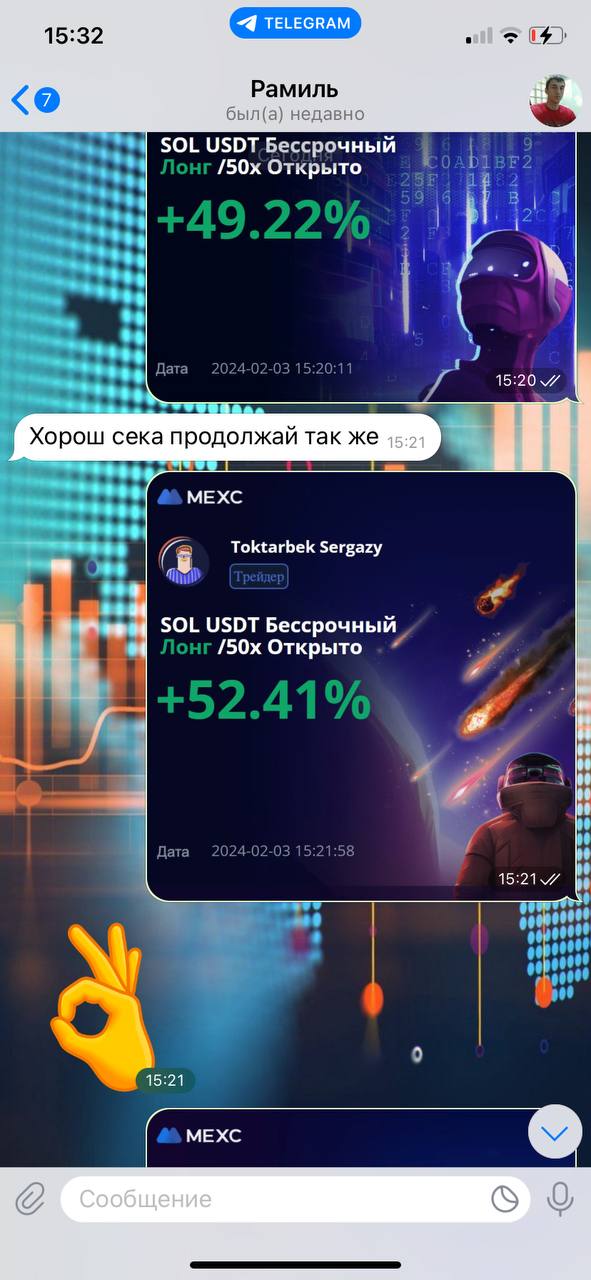 15:32
TELEGRAM
7
Рамиль
был(а) недавно
Сегодня
SOL USDT Бессрочный
Лонг /50x Открыто
+49.22%
Дата 2024-02-03 15:20:11
15:20
Хорош сека продолжай так же 15:21
MEXC
Toktarbek Sergazy
Трейдер
SOL USDT Бессрочный
Лонг /50x Открыто
+52.41%
Дата 2024-02-03 15:21:58
15:21
15:21
MEXC
Сообщение